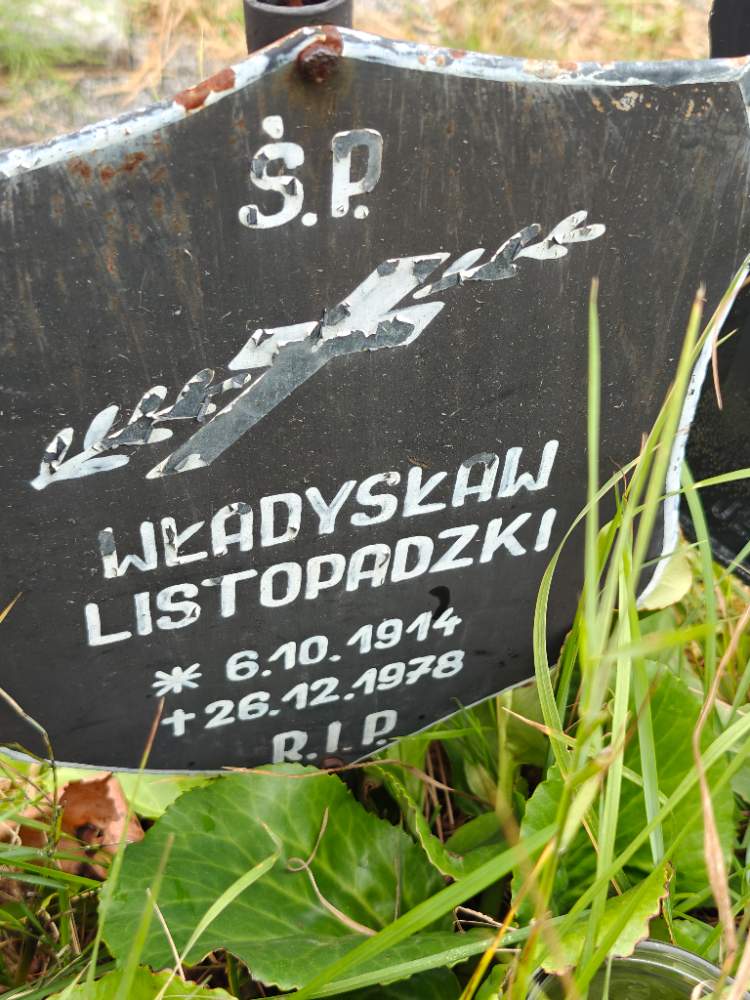 Ś.P.
WŁADYSŁAW
LISTOPADZKI
* 6.10.1914
+ 26.12.1978
R.I.P.